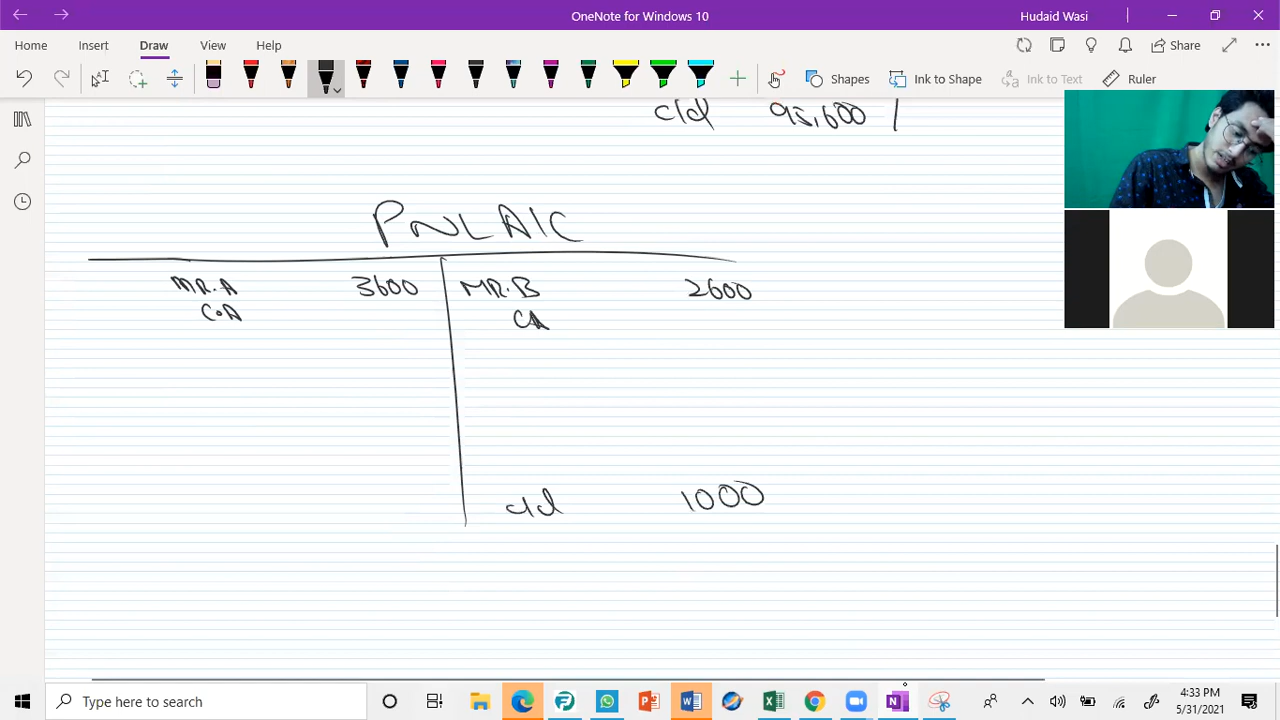 OneNote for Windows 10
Hudaid Wasi
Home Insert Draw View Help
Share
Shapes Ink to Shape Ink to Text Ruler
c/d 95,600
PNL A/C
MR.A 3600 MR.B 2600
C.A CA
c/d 1000
Type here to search
4:33 PM
5/31/2021